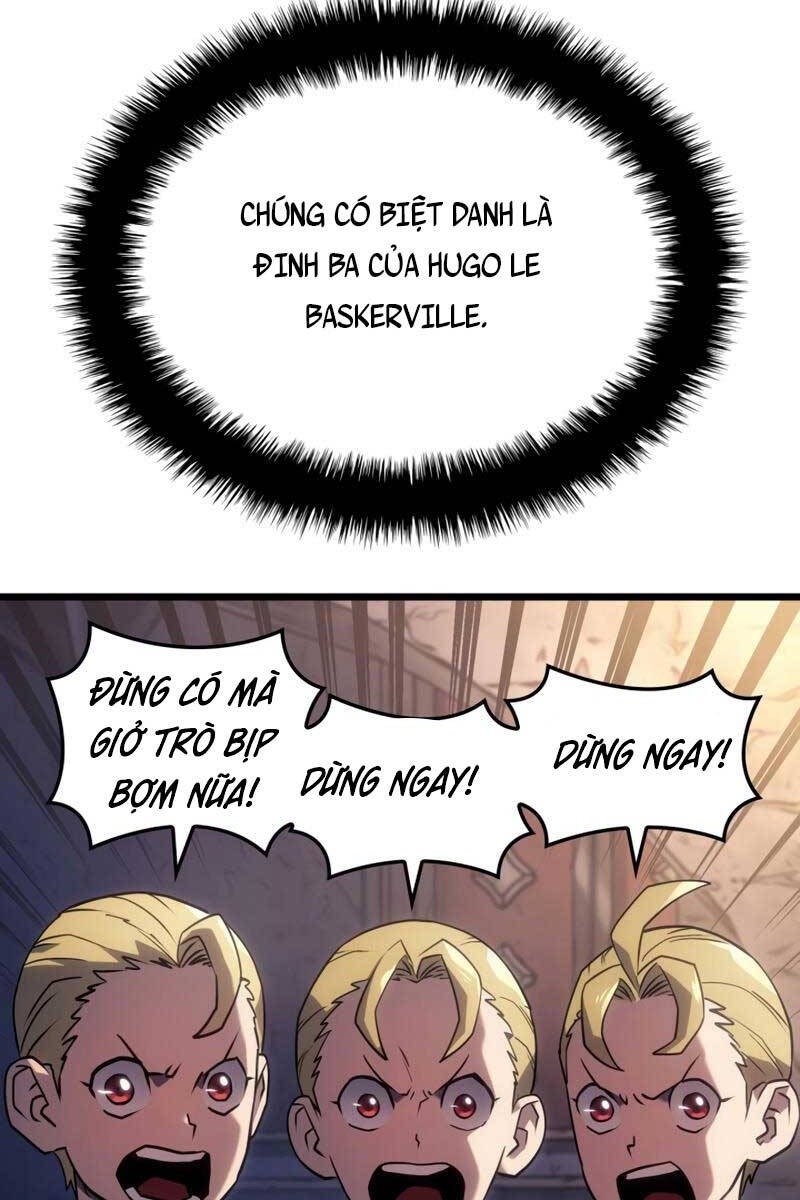 CHÚNG CÓ BIỆT DANH LÀ
ĐINH BA CỦA HUGO LE
BASKERVILLE.
ĐỪNG CÓ MÀ
GIỞ TRÒ BỊP
BỢM NỮA!
DỪNG NGAY!
DỪNG NGAY!